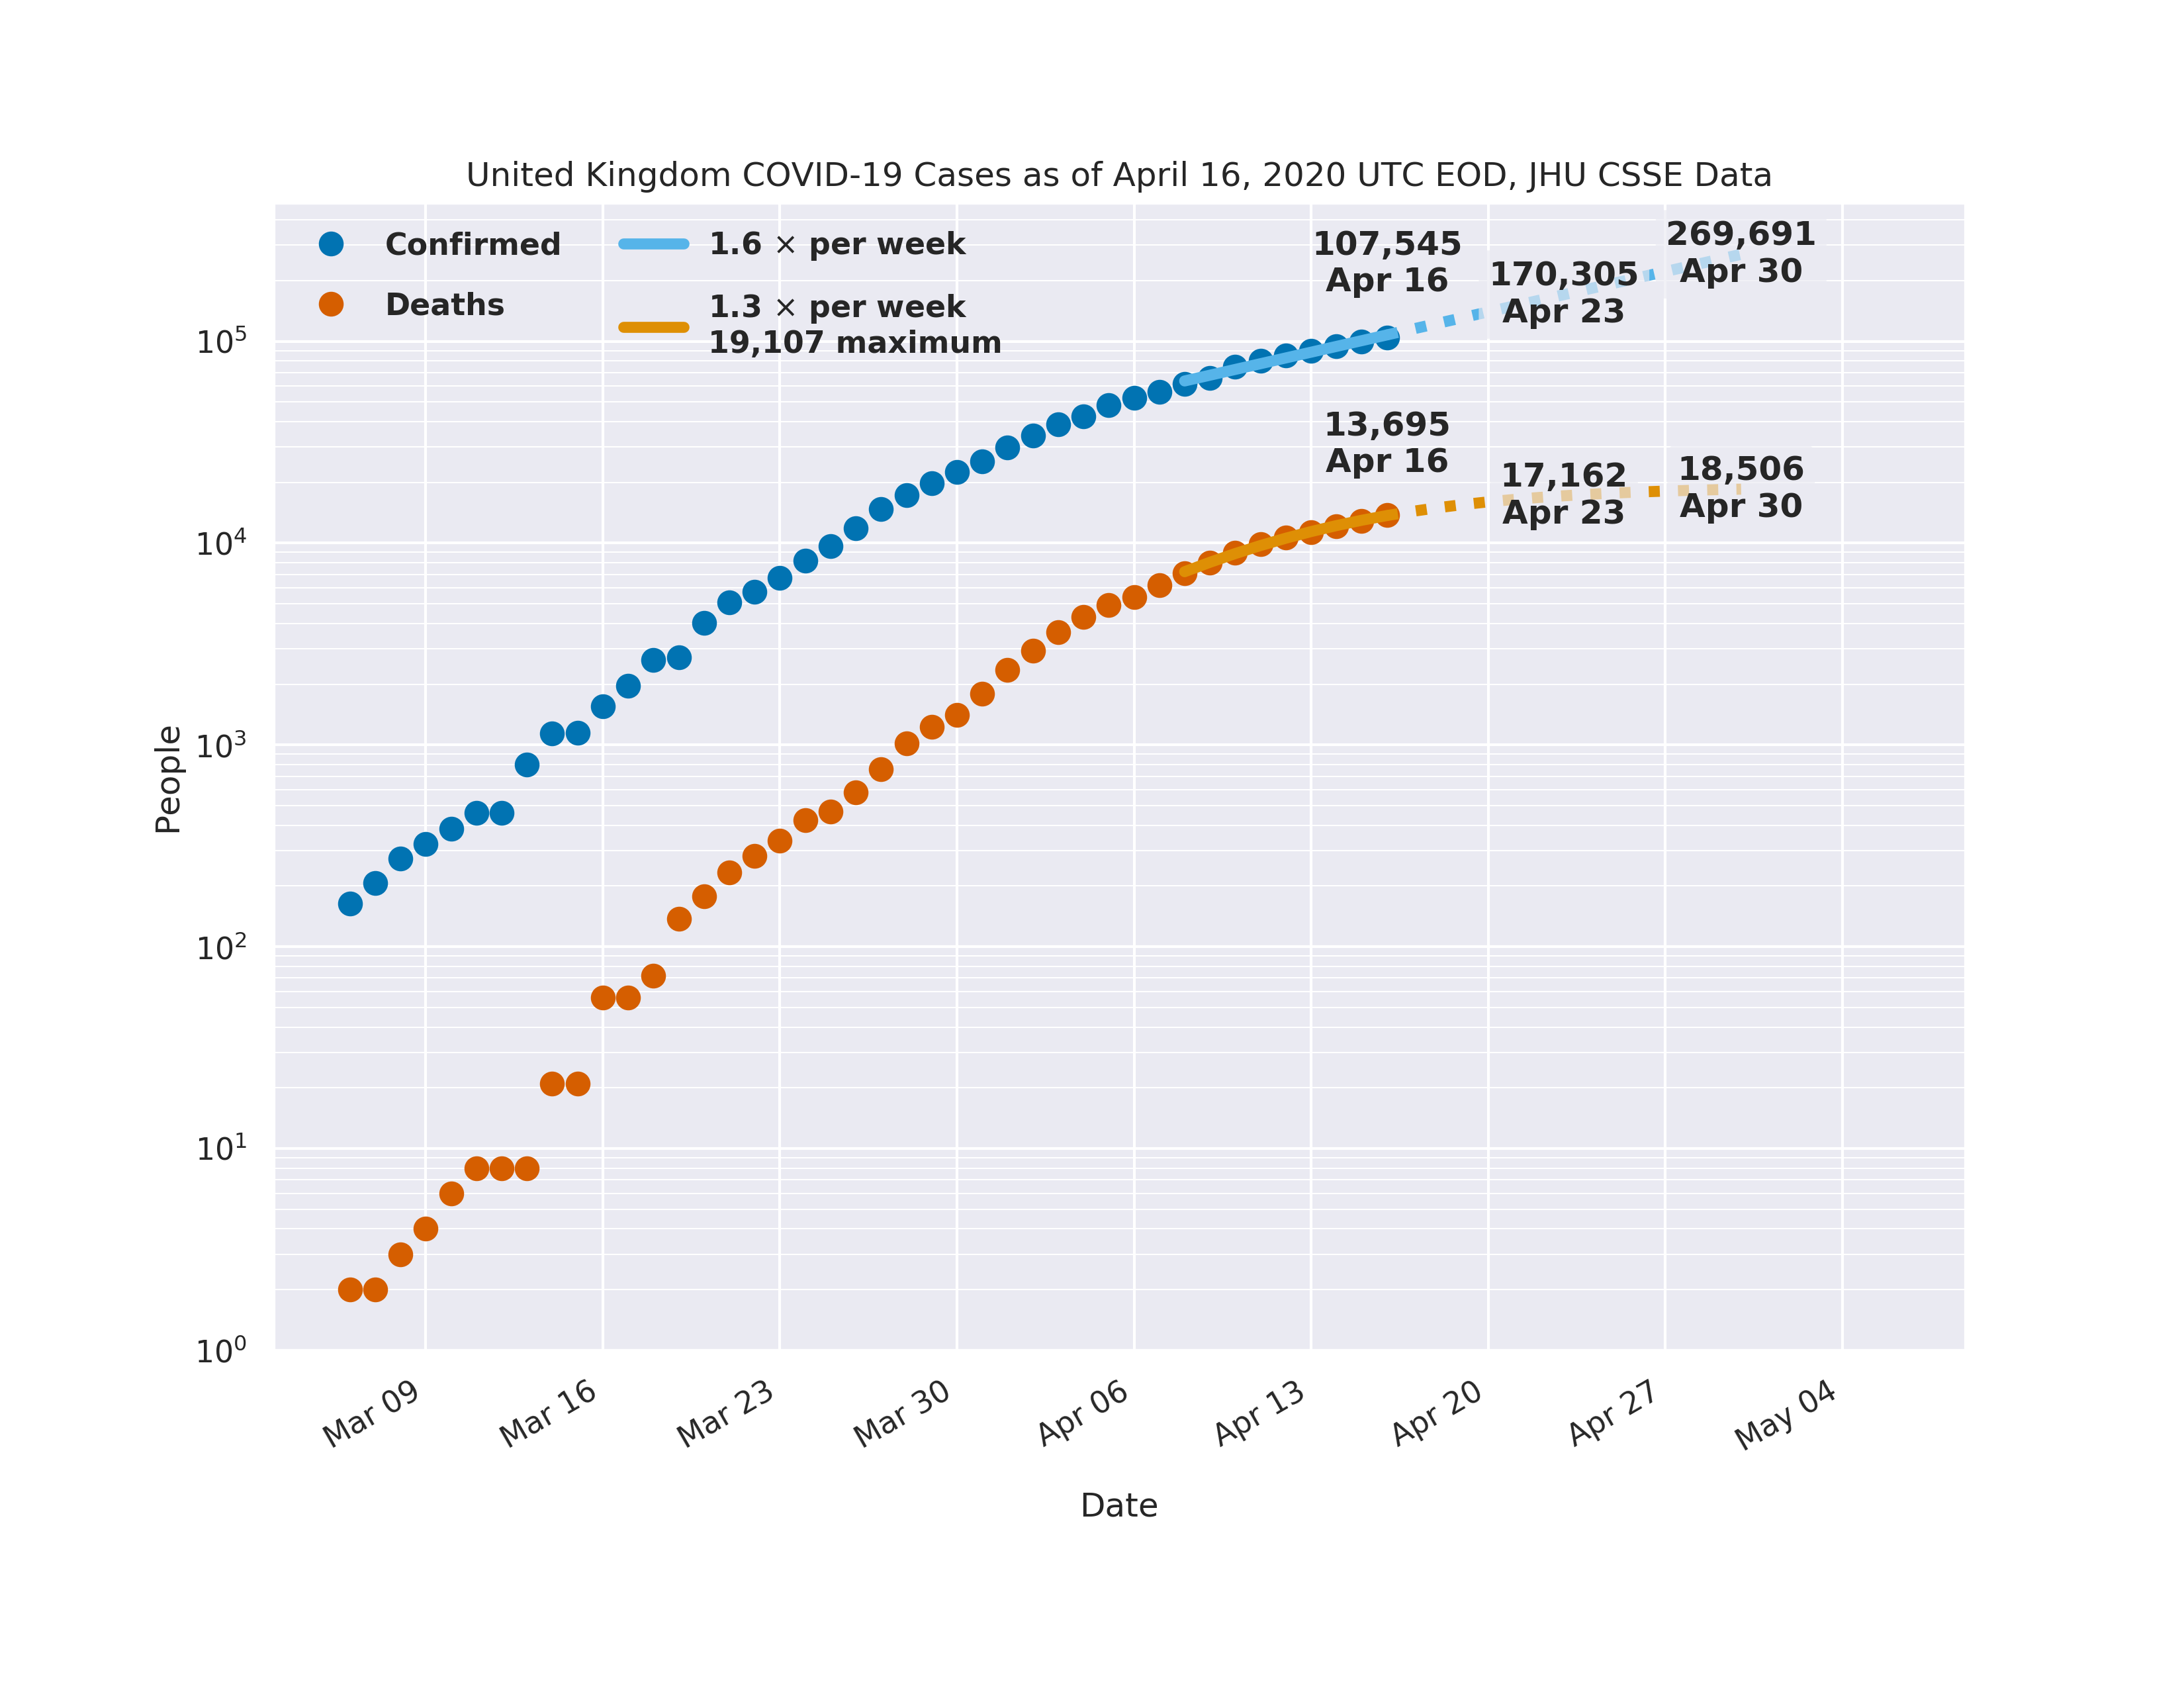 United Kingdom COVID-19 Cases as of April 16, 2020 UTC EOD, JHU CSSE Data
Confirmed
Deaths
1.6 × per week
1.3 × per week
19,107 maximum
107,545
Apr 16
170,305
Apr 23
269,691
Apr 30
13,695
Apr 16
17,162
Apr 23
18,506
Apr 30
People
10⁵
10⁴
10³
10²
10¹
10⁰
Mar 09
Mar 16
Mar 23
Mar 30
Apr 06
Apr 13
Apr 20
Apr 27
May 04
Date